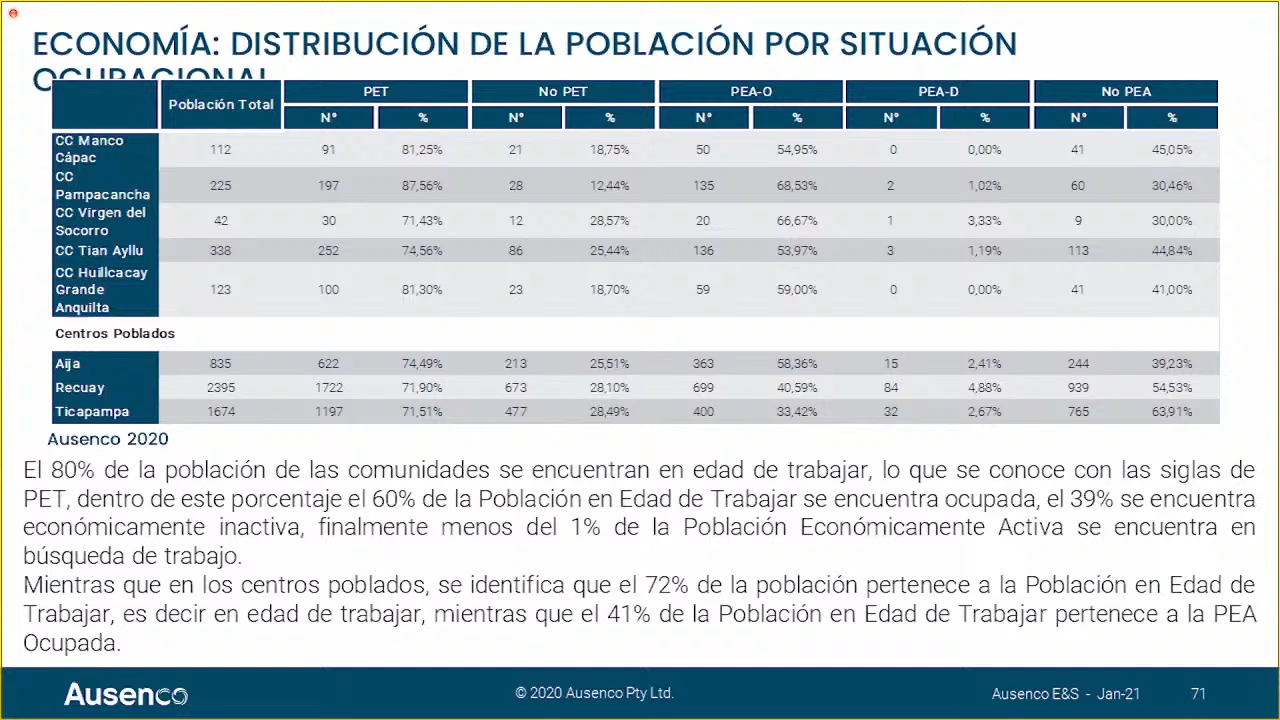 ECONOMÍA: DISTRIBUCIÓN DE LA POBLACIÓN POR SITUACIÓN
OCUPACIONAL
Población Total PET No PET PEA-O PEA-D No PEA
N° % N° % N° % N° % N° %
CC Manco Cápac 112 91 81,25% 21 18,75% 50 54,95% 0 0,00% 41 45,05%
CC Pampacancha 225 197 87,56% 28 12,44% 135 68,53% 2 1,02% 60 30,46%
CC Virgen del Socorro 42 30 71,43% 12 28,57% 20 66,67% 1 3,33% 9 30,00%
CC Tian Ayllu 338 252 74,56% 86 25,44% 136 53,97% 3 1,19% 113 44,84%
CC Huillcacay Grande Anquilta 123 100 81,30% 23 18,70% 59 59,00% 0 0,00% 41 41,00%
Centros Poblados
Aija 835 622 74,49% 213 25,51% 363 58,36% 15 2,41% 244 39,23%
Recuay 2395 1722 71,90% 673 28,10% 699 40,59% 84 4,88% 939 54,53%
Ticapampa 1674 1197 71,51% 477 28,49% 400 33,42% 32 2,67% 765 63,91%
Ausenco 2020
El 80% de la población de las comunidades se encuentran en edad de trabajar, lo que se conoce con las siglas de
PET, dentro de este porcentaje el 60% de la Población en Edad de Trabajar se encuentra ocupada, el 39% se encuentra
económicamente inactiva, finalmente menos del 1% de la Población Económicamente Activa se encuentra en
búsqueda de trabajo.
Mientras que en los centros poblados, se identifica que el 72% de la población pertenece a la Población en Edad de
Trabajar, es decir en edad de trabajar, mientras que el 41% de la Población en Edad de Trabajar pertenece a la PEA
Ocupada.
Ausenco
© 2020 Ausenco Pty Ltd.
Ausenco E&S - Jan-21 71